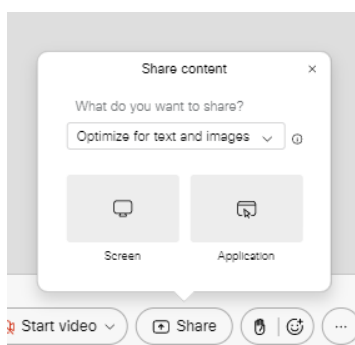 Share content
What do you want to share?
Optimize for text and images
Screen Application
Start video Share